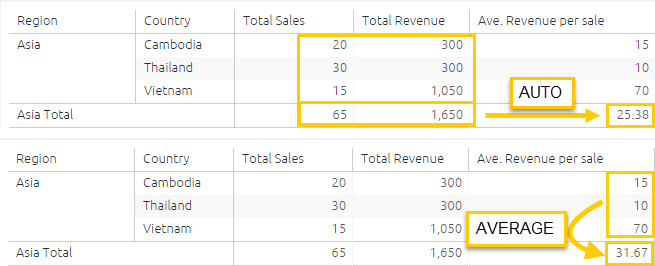 Region Country Total Sales Total Revenue Ave. Revenue per sale
Asia Cambodia 20 300 15
Thailand 30 300 10
Vietnam 15 1,050 70
AUTO
Asia Total 65 1,650 25.38
Region Country Total Sales Total Revenue Ave. Revenue per sale
Asia Cambodia 20 300 15
Thailand 30 300 10
Vietnam 15 1,050 70
AVERAGE
Asia Total 65 1,650 31.67